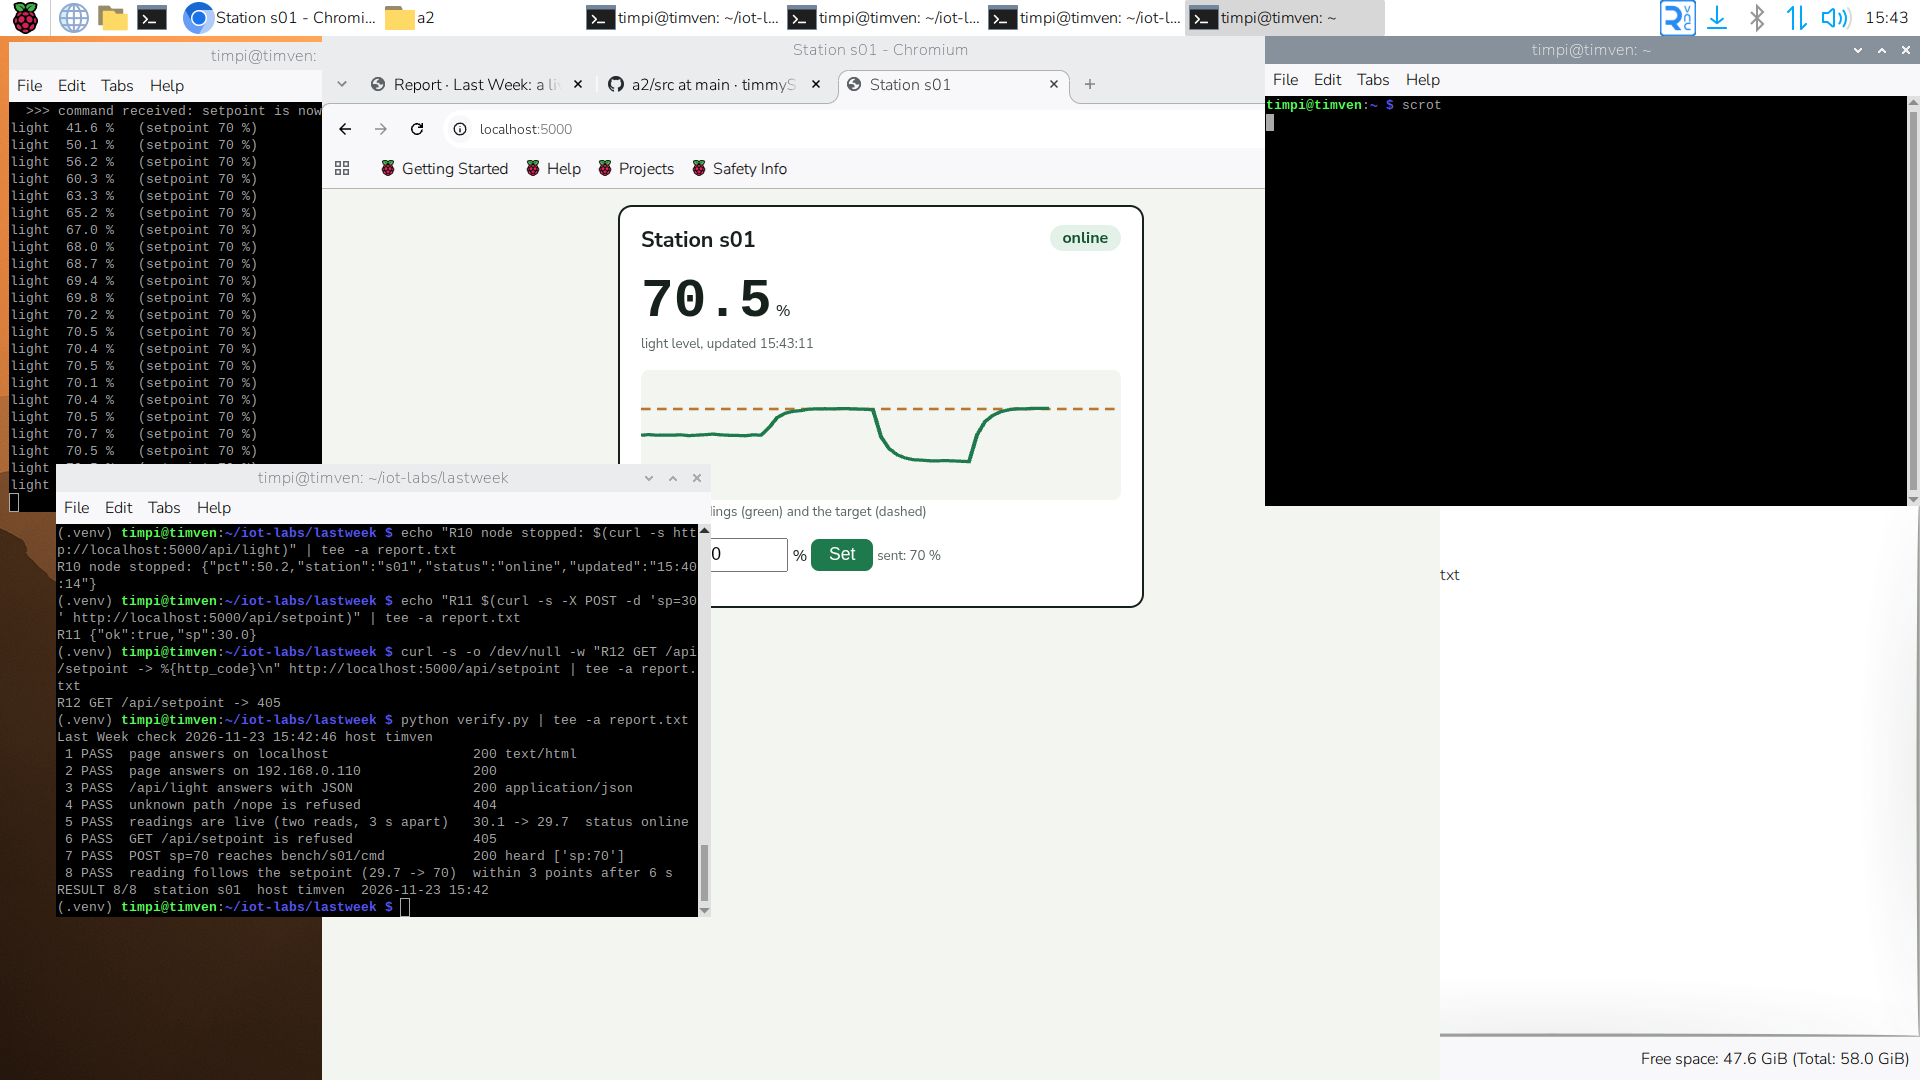 Station s01 - Chromi...
a2
timpi@timven: ~/iot-l...
timpi@timven: ~/iot-l...
timpi@timven: ~/iot-l...
timpi@timven: ~
15:43
timpi@timven:
File Edit Tabs Help
>>> command received: setpoint is now
light 41.6 % (setpoint 70 %)
light 50.1 % (setpoint 70 %)
light 56.2 % (setpoint 70 %)
light 60.3 % (setpoint 70 %)
light 63.3 % (setpoint 70 %)
light 65.2 % (setpoint 70 %)
light 67.0 % (setpoint 70 %)
light 68.0 % (setpoint 70 %)
light 68.7 % (setpoint 70 %)
light 69.4 % (setpoint 70 %)
light 69.8 % (setpoint 70 %)
light 70.2 % (setpoint 70 %)
light 70.5 % (setpoint 70 %)
light 70.4 % (setpoint 70 %)
light 70.5 % (setpoint 70 %)
light 70.1 % (setpoint 70 %)
light 70.4 % (setpoint 70 %)
light 70.5 % (setpoint 70 %)
light 70.7 % (setpoint 70 %)
light 70.5 % (setpoint 70 %)
light
light
Station s01 - Chromium
Report · Last Week: a li
a2/src at main · timmyS
Station s01
localhost:5000
Getting Started
Help
Projects
Safety Info
Station s01
online
70.5 %
light level, updated 15:43:11
ings (green) and the target (dashed)
0 % Set sent: 70 %
timpi@timven: ~
File Edit Tabs Help
timpi@timven:~ $ scrot
timpi@timven: ~/iot-labs/lastweek
File Edit Tabs Help
(.venv) timpi@timven:~/iot-labs/lastweek $ echo "R10 node stopped: $(curl -s htt
p://localhost:5000/api/light)" | tee -a report.txt
R10 node stopped: {"pct":50.2,"station":"s01","status":"online","updated":"15:40
:14"}
(.venv) timpi@timven:~/iot-labs/lastweek $ echo "R11 $(curl -s -X POST -d 'sp=30
' http://localhost:5000/api/setpoint)" | tee -a report.txt
R11 {"ok":true,"sp":30.0}
(.venv) timpi@timven:~/iot-labs/lastweek $ curl -s -o /dev/null -w "R12 GET /api
/setpoint -> %{http_code}\n" http://localhost:5000/api/setpoint | tee -a report.
txt
R12 GET /api/setpoint -> 405
(.venv) timpi@timven:~/iot-labs/lastweek $ python verify.py | tee -a report.txt
Last Week check 2026-11-23 15:42:46 host timven
1 PASS page answers on localhost 200 text/html
2 PASS page answers on 192.168.0.110 200
3 PASS /api/light answers with JSON 200 application/json
4 PASS unknown path /nope is refused 404
5 PASS readings are live (two reads, 3 s apart) 30.1 -> 29.7 status online
6 PASS GET /api/setpoint is refused 405
7 PASS POST sp=70 reaches bench/s01/cmd 200 heard ['sp:70']
8 PASS reading follows the setpoint (29.7 -> 70) within 3 points after 6 s
RESULT 8/8 station s01 host timven 2026-11-23 15:42
(.venv) timpi@timven:~/iot-labs/lastweek $
txt
Free space: 47.6 GiB (Total: 58.0 GiB)